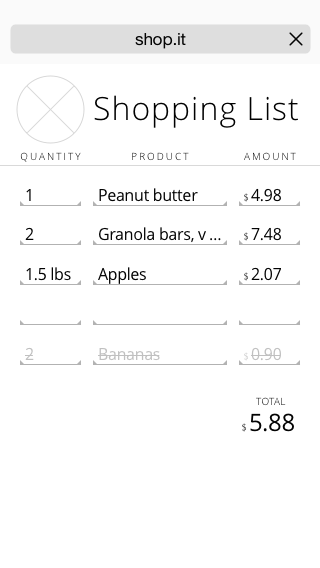 shop.it
Shopping List
QUANTITY PRODUCT AMOUNT
1 Peanut butter $ 4.98
2 Granola bars, v ... $ 7.48
1.5 lbs Apples $ 2.07
2 Bananas $ 0.90
TOTAL
$ 5.88